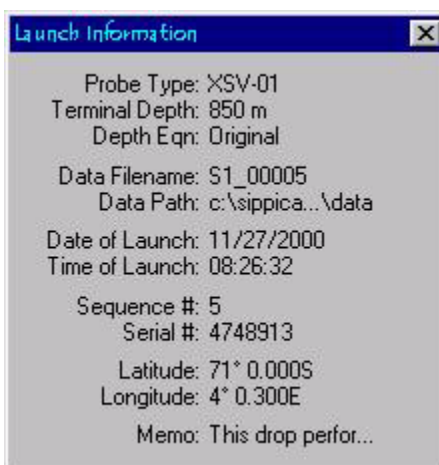 Launch Information
Probe Type: XSV-01
Terminal Depth: 850 m
Depth Eqn: Original
Data Filename: S1_00005
Data Path: c:\sippica...\data
Date of Launch: 11/27/2000
Time of Launch: 08:26:32
Sequence #: 5
Serial #: 4748913
Latitude: 71° 0.000S
Longitude: 4° 0.300E
Memo: This drop perfor...